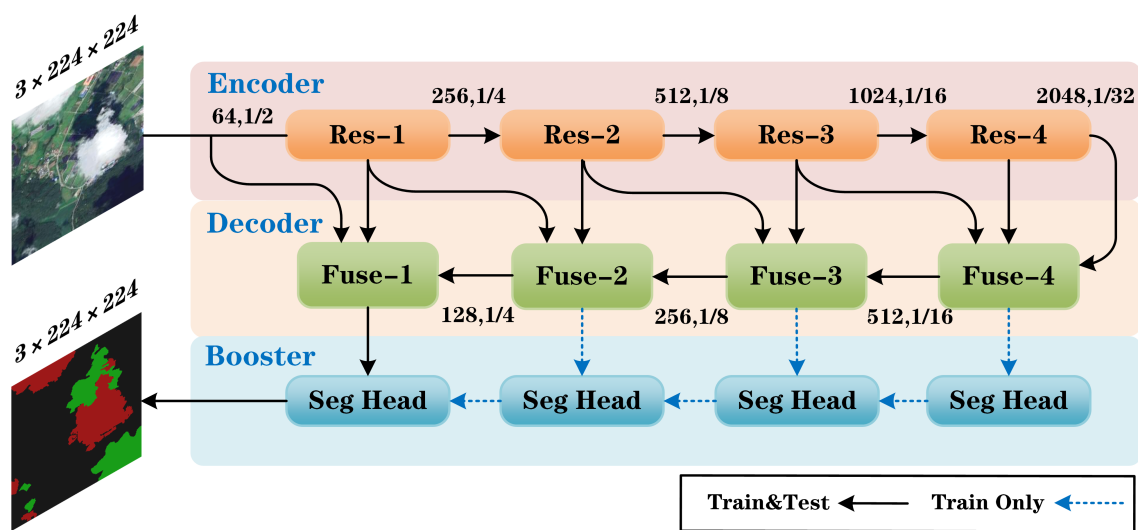 3 × 224 × 224
Encoder
64,1/2
256,1/4
512,1/8
1024,1/16
2048,1/32
Res-1
Res-2
Res-3
Res-4
Decoder
Fuse-1
Fuse-2
Fuse-3
Fuse-4
128,1/4
256,1/8
512,1/16
3 × 224 × 224
Booster
Seg Head
Seg Head
Seg Head
Seg Head
Train&Test
Train Only